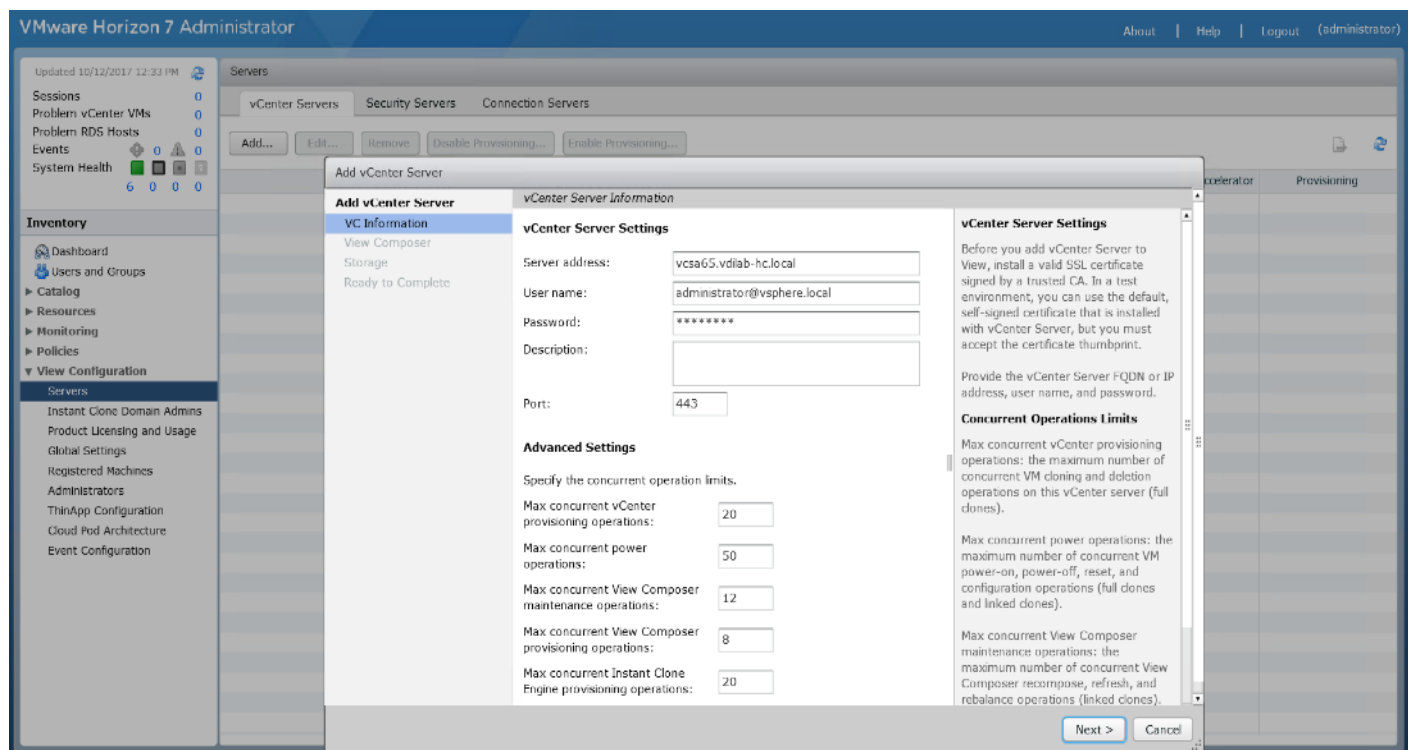 VMware Horizon 7 Administrator
About | Help | Logout (administrator)
Updated 10/12/2017 12:33 PM
Sessions 0
Problem vCenter VMs 0
Problem RDS Hosts 0
Events 0 0
System Health
6 0 0 0
Inventory
Dashboard
Users and Groups
Catalog
Resources
Monitoring
Policies
View Configuration
Servers
Instant Clone Domain Admins
Product Licensing and Usage
Global Settings
Registered Machines
Administrators
ThinApp Configuration
Cloud Pod Architecture
Event Configuration
Servers
vCenter Servers Security Servers Connection Servers
Add... Edit... Remove Disable Provisioning... Enable Provisioning...
Provisioning
Add vCenter Server
Add vCenter Server
VC Information
View Composer
Storage
Ready to Complete
vCenter Server Information
vCenter Server Settings
Server address: vcsa65.vdilab-hc.local
User name: administrator@vsphere.local
Password: ********
Description:
Port: 443
Advanced Settings
Specify the concurrent operation limits.
Max concurrent vCenter
provisioning operations: 20
Max concurrent power
operations: 50
Max concurrent View Composer
maintenance operations: 12
Max concurrent View Composer
provisioning operations: 8
Max concurrent Instant Clone
Engine provisioning operations: 20
vCenter Server Settings
Before you add vCenter Server to
View, install a valid SSL certificate
signed by a trusted CA. In a test
environment, you can use the default,
self-signed certificate that is installed
with vCenter Server, but you must
accept the certificate thumbprint.
Provide the vCenter Server FQDN or IP
address, user name, and password.
Concurrent Operations Limits
Max concurrent vCenter provisioning
operations: the maximum number of
concurrent VM cloning and deletion
operations on this vCenter server (full
clones).
Max concurrent power operations: the
maximum number of concurrent VM
power-on, power-off, reset, and
configuration operations (full clones
and linked clones).
Max concurrent View Composer
maintenance operations: the
maximum number of concurrent View
Composer recompose, refresh, and
rebalance operations (linked clones).
Next > Cancel